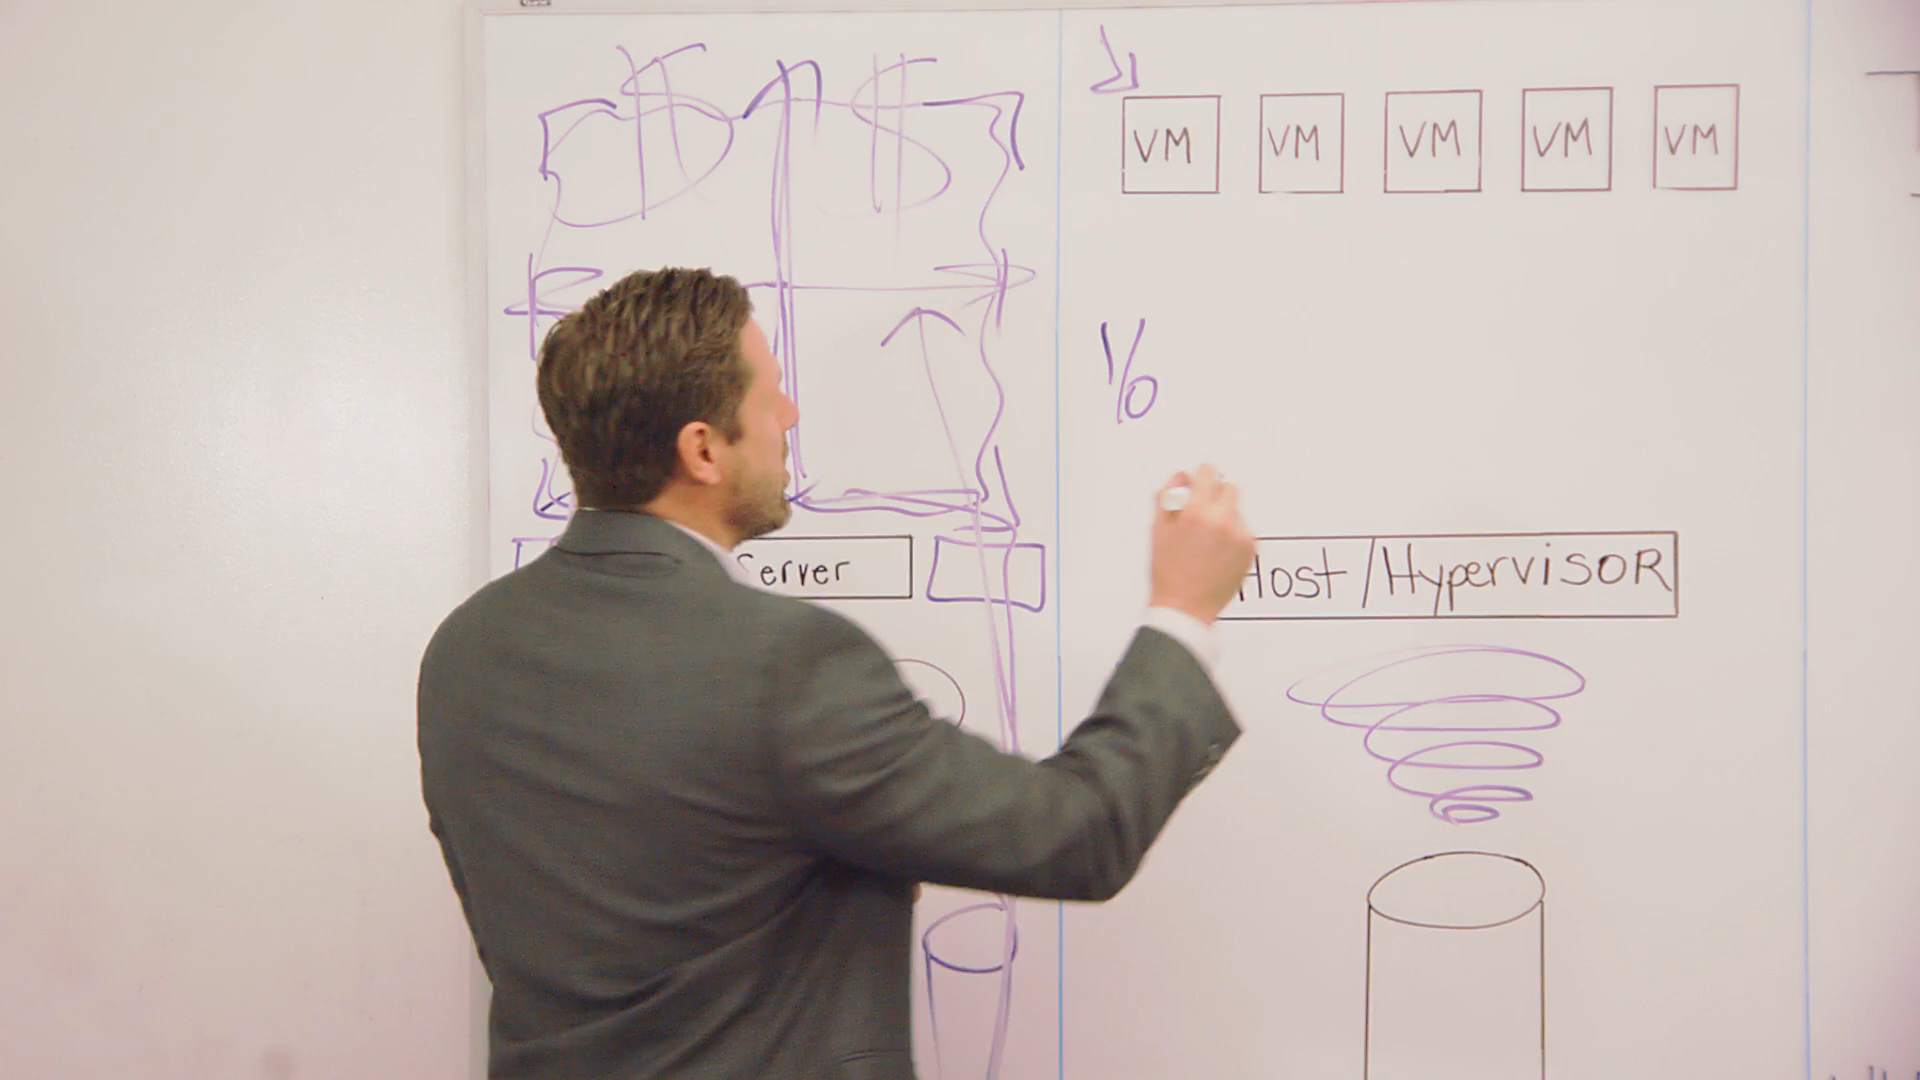 $ $
VM VM VM VM VM
I/O
Server
Host/HypervisoR